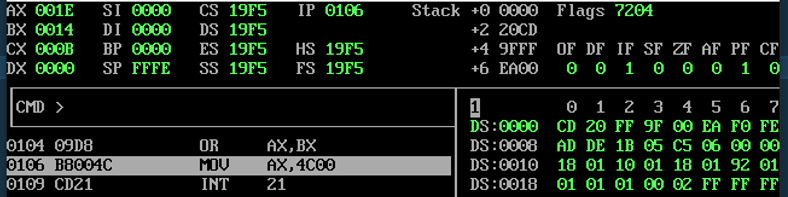 AX 001E SI 0000 CS 19F5 IP 0106 Stack +0 0000 Flags 7204
BX 0014 DI 0000 DS 19F5 +2 20CD
CX 000B BP 0000 ES 19F5 HS 19F5 +4 9FFF OF DF IF SF ZF AF PF CF
DX 0000 SP FFFE SS 19F5 FS 19F5 +6 EA00 0 0 1 0 0 0 1 0
CMD >
1 0 1 2 3 4 5 6 7
DS:0000 CD 20 FF 9F 00 EA F0 FE
0104 09D8 OR AX,BX
DS:0008 AD DE 1B 05 C5 06 00 00
0106 B8004C MOV AX,4C00
DS:0010 18 01 10 01 18 01 92 01
0109 CD21 INT 21
DS:0018 01 01 01 00 02 FF FF FF